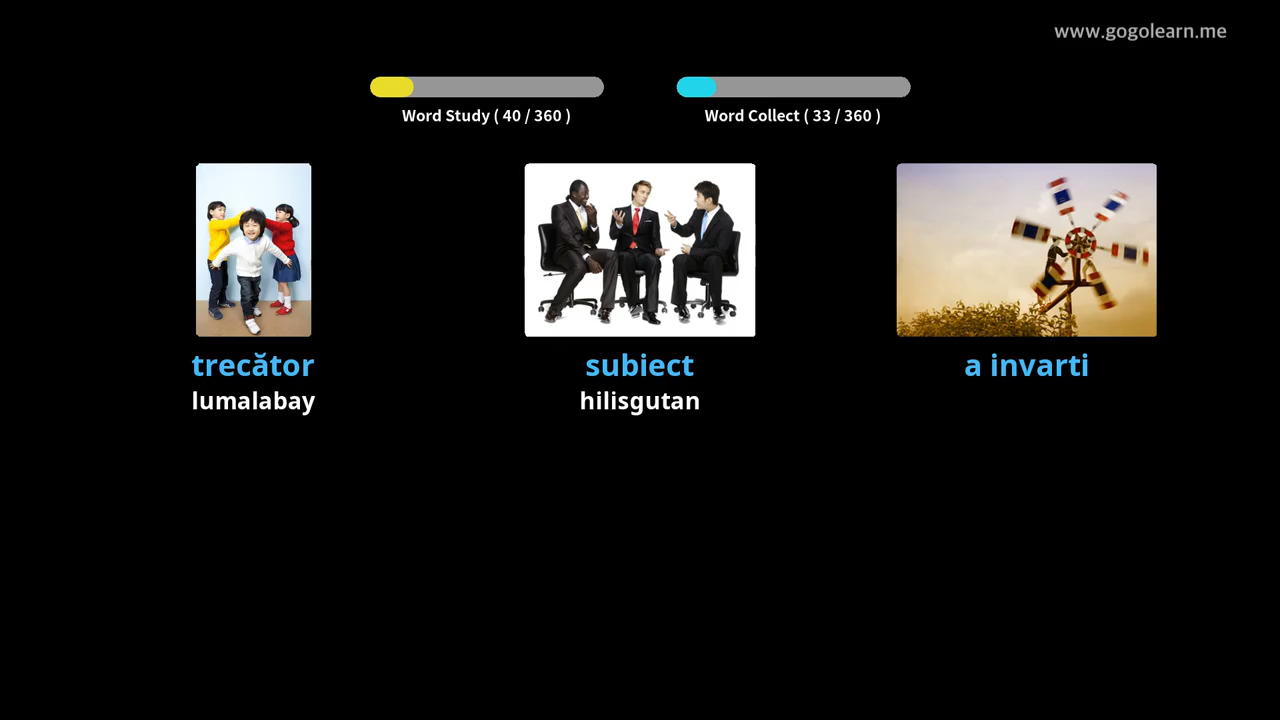 www.gogolearn.me
Word Study ( 40 / 360 )
Word Collect ( 33 / 360 )
trecător
lumalabay
subiect
hilisgutan
a invarti